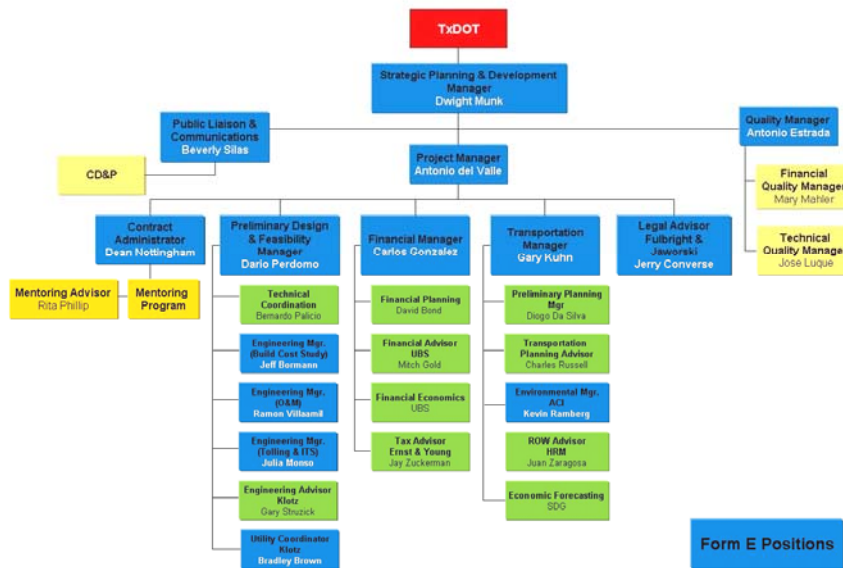 TxDOT
Strategic Planning & Development
Manager
Dwight Munk
Public Liaison &
Communications
Beverly Silas
Quality Manager
Antonio Estrada
CD&P
Project Manager
Antonio del Valle
Financial
Quality Manager
Mary Mahler
Technical
Quality Manager
José Luque
Contract
Administrator
Dean Nottingham
Preliminary Design
& Feasibility
Manager
Dario Perdomo
Financial Manager
Carlos Gonzalez
Transportation
Manager
Gary Kuhn
Legal Advisor
Fulbright &
Jaworski
Jerry Converse
Mentoring Advisor
Rita Phillip
Mentoring
Program
Technical
Coordination
Bernardo Palicio
Engineering Mgr.
(Build Cost Study)
Jeff Bormann
Engineering Mgr.
(O&M)
Ramon Villaamil
Engineering Mgr.
(Tolling & ITS)
Julia Monso
Engineering Advisor
Klotz
Gary Struzick
Utility Coordinator
Klotz
Bradley Brown
Financial Planning
David Bond
Financial Advisor
UBS
Mitch Gold
Financial Economics
UBS
Tax Advisor
Ernst & Young
Jay Zuckerman
Preliminary Planning
Mgr
Diogo Da Silva
Transportation
Planning Advisor
Charles Russell
Environmental Mgr.
ACI
Kevin Ramberg
ROW Advisor
HRM
Juan Zaragosa
Economic Forecasting
SDG
Form E Positions